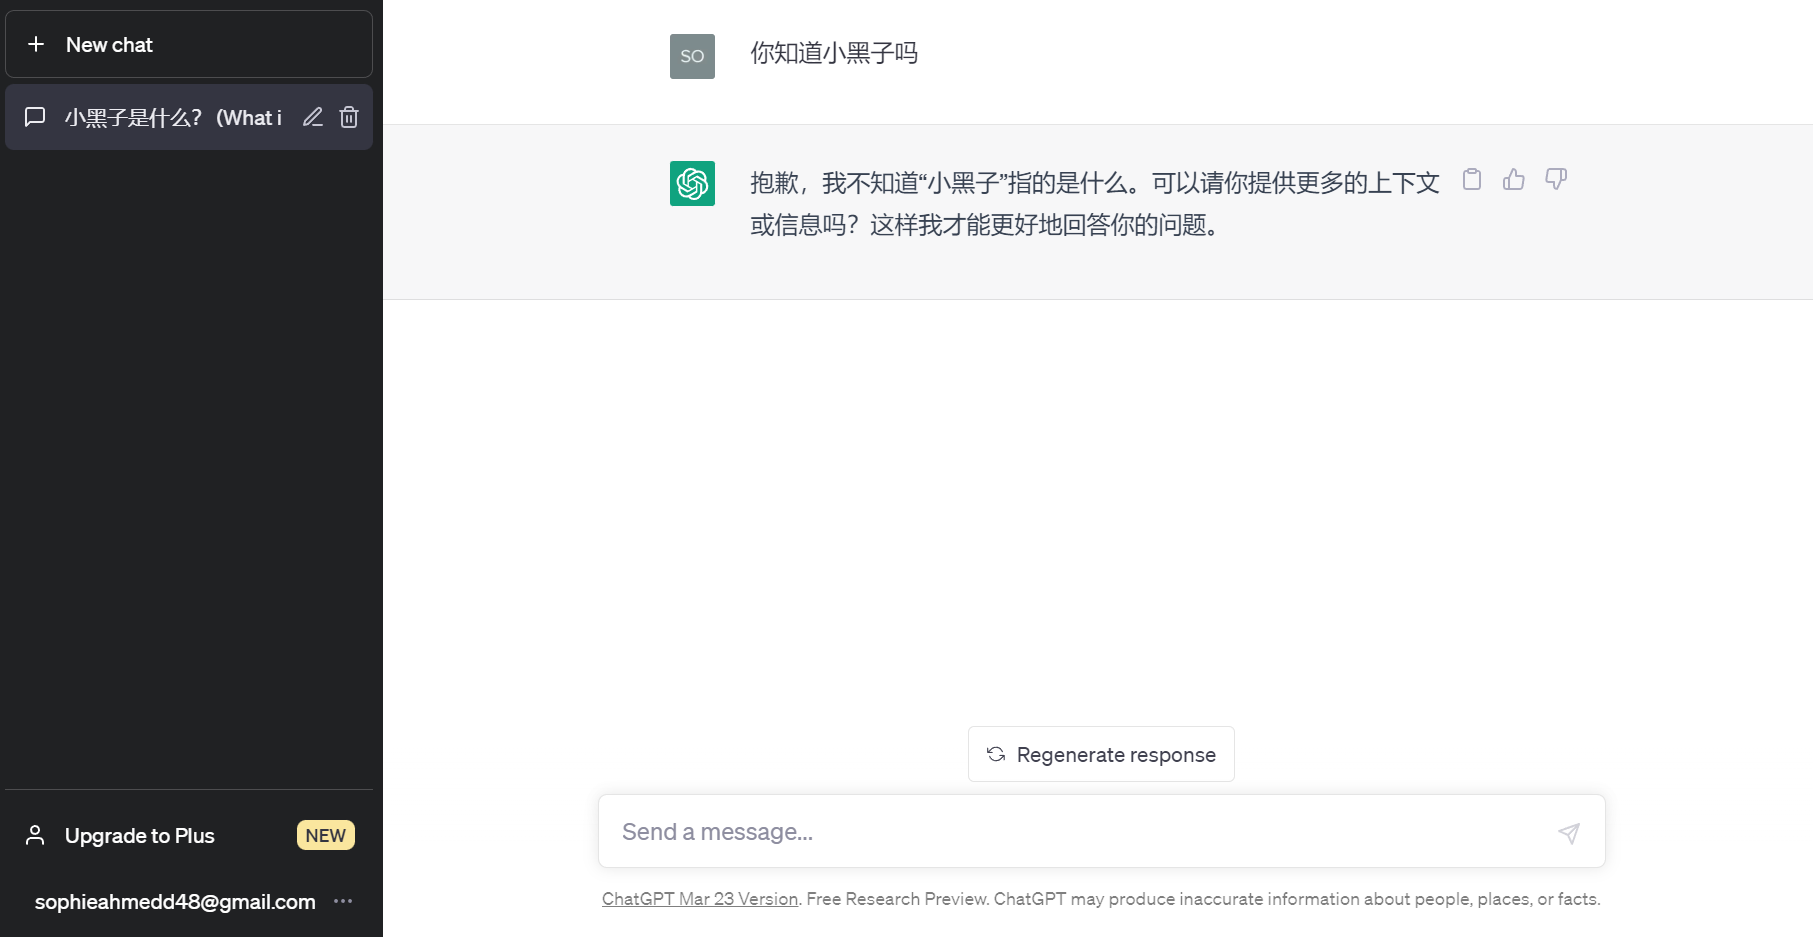 New chat
小黑子是什么？ (What i
Upgrade to Plus
NEW
sophieahmedd48@gmail.com
SO
你知道小黑子吗
抱歉，我不知道“小黑子”指的是什么。可以请你提供更多的上下文
或信息吗？这样我才能更好地回答你的问题。
Regenerate response
Send a message...
ChatGPT Mar 23 Version. Free Research Preview. ChatGPT may produce inaccurate information about people, places, or facts.